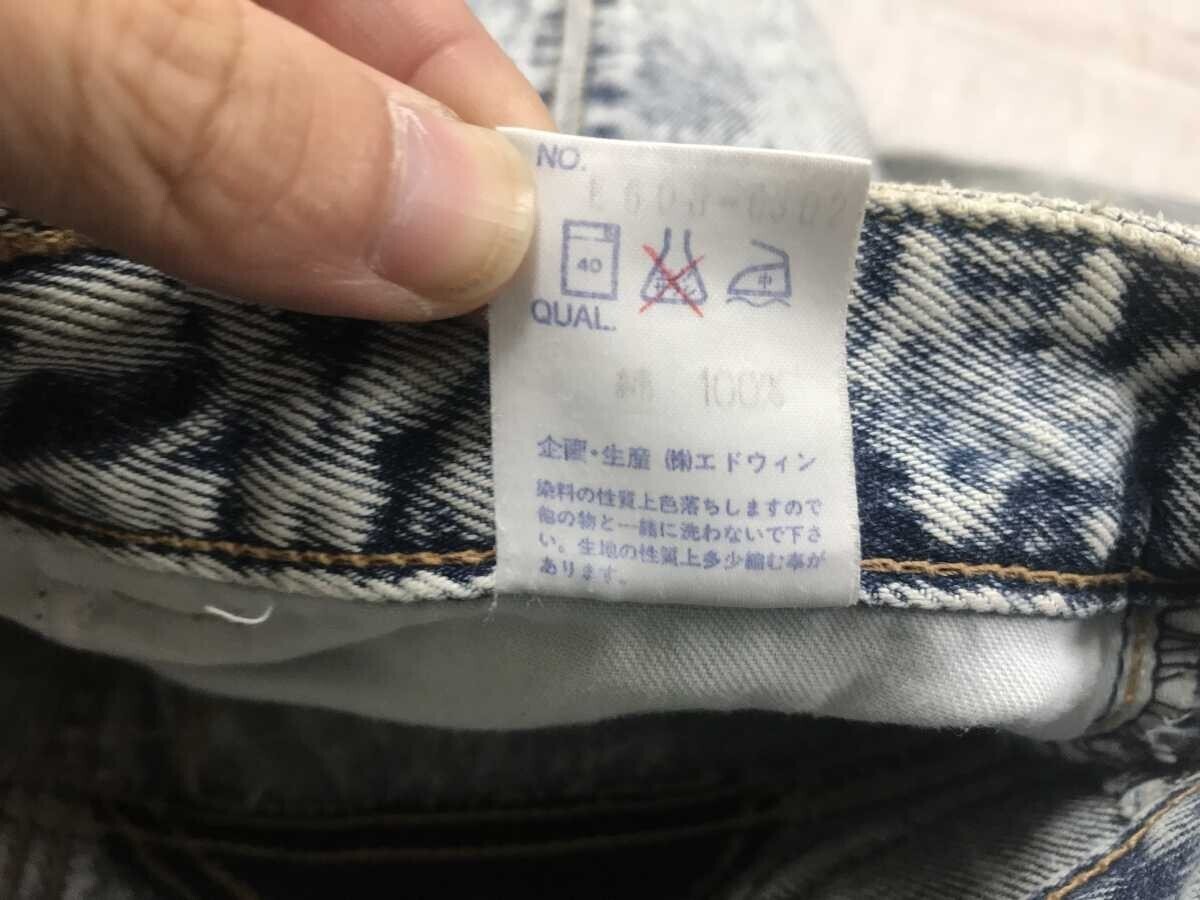 NO.
E608-0302
40
中
QUAL.
綿 100%
企画・生産 ㈱エドウィン
染料の性質上色落ちしますので
他の物と一緒に洗わないで下さ
い。生地の性質上多少縮む事が
あります。